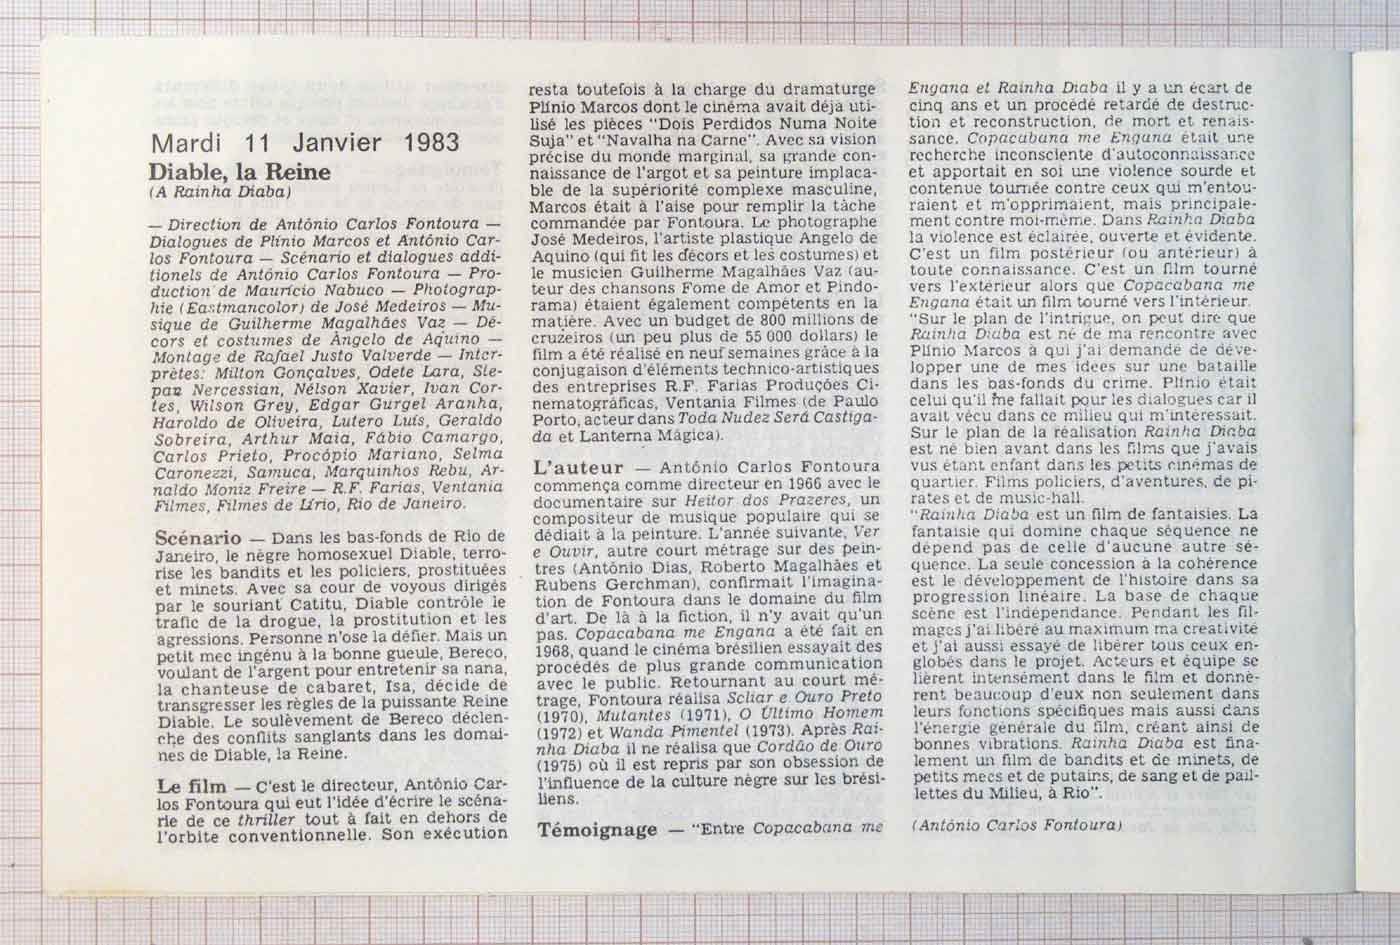 Mardi 11 Janvier 1983
Diable, la Reine
(A Rainha Diaba)
— Direction de Antônio Carlos Fontoura —
Dialogues de Plínio Marcos et Antônio Car-
los Fontoura — Scénario et dialogues addi-
tionels de Antônio Carlos Fontoura — Pro-
duction de Maurício Nabuco — Photograp-
hie (Eastmancolor) de José Medeiros — Mu-
sique de Guilherme Magalhâes Vaz — Dé-
cors et costumes de Àngelo de Aquino —
Montage de Rafael Justo Valverde — Inter-
prètes: Milton Gonçalves, Odete Lara, Ste-
pan Nercessian, Nélson Xavier, Ivan Cor-
tes, Wilson Grey, Edgar Gurgel Aranha,
Haroldo de Oliveira, Lutero Luís, Geraldo
Sobreira, Arthur Maia, Fábio Camargo,
Carlos Prieto, Procópio Mariano, Selma
Caronezzi, Samuca, Marquinhos Rebu, Ar-
naldo Moniz Freire — R.F. Farias, Ventania
Filmes, Filmes de Lírio, Rio de Janeiro.
Scénario — Dans les bas-fonds de Rio de
Janeiro, le nègre homosexuel Diable, terro-
rise les bandits et les policiers, prostituées
et minets. Avec sa cour de voyous dirigés
par le souriant Catitu, Diable contrôle le
trafic de la drogue, la prostitution et les
agressions. Personne n'ose la défier. Mais un
petit mec ingénu à la bonne gueule, Bereco,
voulant de l'argent pour entretenir sa nana,
la chanteuse de cabaret, Isa, décide de
transgresser les règles de la puissante Reine
Diable. Le soulèvement de Bereco déclen-
che des conflits sanglants dans les domai-
nes de Diable, la Reine.
Le film — C'est le directeur, Antônio Car-
los Fontoura qui eut l'idée d'écrire le scéna-
rie de ce thriller tout à fait en dehors de
l'orbite conventionnelle. Son exécution
resta toutefois à la charge du dramaturge
Plínio Marcos dont le cinéma avait déja uti-
lisé les pièces "Dois Perdidos Numa Noite
Suja" et "Navalha na Carne". Avec sa vision
précise du monde marginal, sa grande con-
naissance de l'argot et sa peinture implaca-
ble de la supériorité complexe masculine,
Marcos était à l'aise pour remplir la tâche
commandée par Fontoura. Le photographe
José Medeiros, l'artiste plastique Angelo de
Aquino (qui fit les décors et les costumes) et
le musicien Guilherme Magalhâes Vaz (au-
teur des chansons Fome de Amor et Pindo-
rama) étaient également compétents en la
matière. Avec un budget de 800 millions de
cruzeiros (un peu plus de 55 000 dollars) le
film a été réalisé en neuf semaines grâce à la
conjugaison d'éléments technico-artistiques
des entreprises R.F. Farias Produções Ci-
nematográficas, Ventania Filmes (de Paulo
Porto, acteur dans Toda Nudez Será Castiga-
da et Lanterna Mágica).
L'auteur — Antônio Carlos Fontoura
commença comme directeur en 1966 avec le
documentaire sur Heitor dos Prazeres, un
compositeur de musique populaire qui se
dédiait à la peinture. L'année suivante, Ver
e Ouvir, autre court métrage sur des pein-
tres (Antônio Dias, Roberto Magalhães et
Rubens Gerchman), confirmait l'imagina-
tion de Fontoura dans le domaine du film
d'art. De là à la fiction, il n'y avait qu'un
pas. Copacabana me Engana a été fait en
1968, quand le cinéma brésilien essayait des
procédés de plus grande communication
avec le public. Retournant au court mé-
trage, Fontoura réalisa Scliar e Ouro Preto
(1970), Mutantes (1971), O Último Homem
(1972) et Wanda Pimentel (1973). Après Rai-
nha Diaba il ne réalisa que Cordão de Ouro
(1975) où il est repris par son obsession de
l'influence de la culture nègre sur les brési-
liens.
Témoignage — "Entre Copacabana me
Engana et Rainha Diaba il y a un écart de
cinq ans et un procédé retardé de destruc-
tion et reconstruction, de mort et renais-
sance. Copacabana me Engana était une
recherche inconsciente d'autoconnaissance
et apportait en soi une violence sourde et
contenue tournée contre ceux qui m'entou-
raient et m'opprimaient, mais principale-
ment contre moi-même. Dans Rainha Diaba
la violence est éclairée, ouverte et évidente.
C'est un film postérieur (ou antérieur) à
toute connaissance. C'est un film tourné
vers l'extérieur alors que Copacabana me
Engana était un film tourné vers l'intérieur.
"Sur le plan de l'intrigue, on peut dire que
Rainha Diaba est né de ma rencontre avec
Plínio Marcos à qui j'ai demandé de déve-
lopper une de mes idées sur une bataille
dans les bas-fonds du crime. Plínio était
celui qu'il me fallait pour les dialogues car il
avait vécu dans ce milieu qui m'intéressait.
Sur le plan de la réalisation Rainha Diaba
est né bien avant dans les films que j'avais
vus étant enfant dans les petits cinémas de
quartier. Films policiers, d'aventures, de pi-
rates et de music-hall.
"Rainha Diaba est un film de fantaisies. La
fantaisie qui domine chaque séquence ne
dépend pas de celle d'aucune autre sé-
quence. La seule concession à la cohérence
est le développement de l'histoire dans sa
progression linéaire. La base de chaque
scène est l'indépendance. Pendant les fil-
mages j'ai libéré au maximum ma creativité
et j'ai aussi essayé de libérer tous ceux en-
globés dans le projet. Acteurs et équipe se
lièrent intensément dans le film et donnè-
rent beaucoup d'eux non seulement dans
leurs fonctions spécifiques mais aussi dans
l'énergie générale du film, créant ainsi de
bonnes vibrations. Rainha Diaba est fina-
lement un film de bandits et de minets, de
petits mecs et de putains, de sang et de pail-
lettes du Milieu, à Rio".
(Antônio Carlos Fontoura)